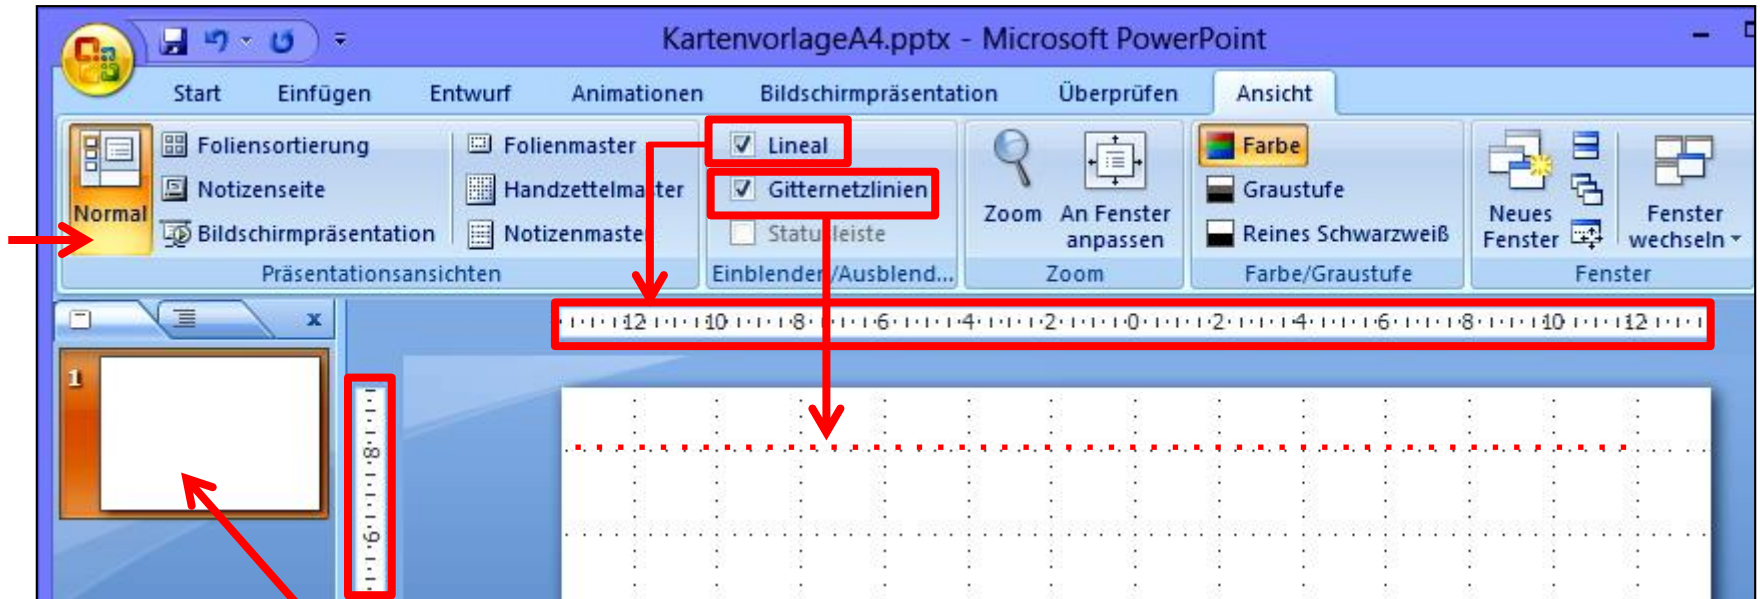 KartenvorlageA4.pptx - Microsoft PowerPoint
Start Einfügen Entwurf Animationen Bildschirmpräsentation Überprüfen Ansicht
Normal
Foliensortierung
Notizenseite
Bildschirmpräsentation
Folienmaster
Handzettelmaster
Notizenmaster
Präsentationsansichten
Lineal
Gitternetzlinien
Statusleiste
Einblenden/Ausblend...
Zoom
An Fenster
anpassen
Zoom
Farbe
Graustufe
Reines Schwarzweiß
Farbe/Graustufe
Neues
Fenster
Fenster
wechseln
Fenster
x
12 10 8 6 4 2 0 2 4 6 8 10 12
1
8
6